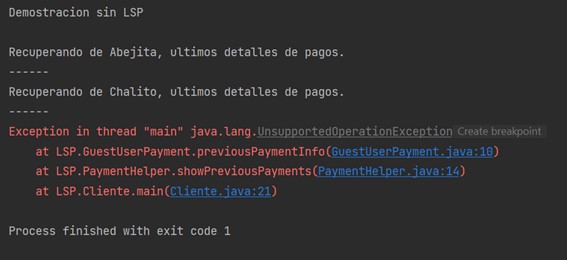 Demostracion sin LSP
Recuperando de Abejita, ultimos detalles de pagos.
------
Recuperando de Chalito, ultimos detalles de pagos.
------
Exception in thread "main" java.lang.UnsupportedOperationException Create breakpoint
at LSP.GuestUserPayment.previousPaymentInfo(GuestUserPayment.java:10)
at LSP.PaymentHelper.showPreviousPayments(PaymentHelper.java:14)
at LSP.Cliente.main(Cliente.java:21)
Process finished with exit code 1